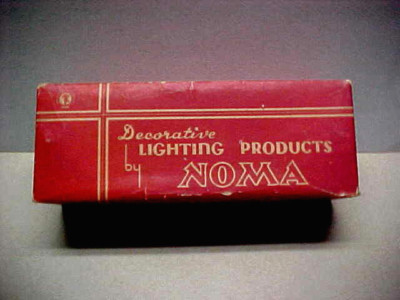 Decorative
LIGHTING PRODUCTS
by NOMA